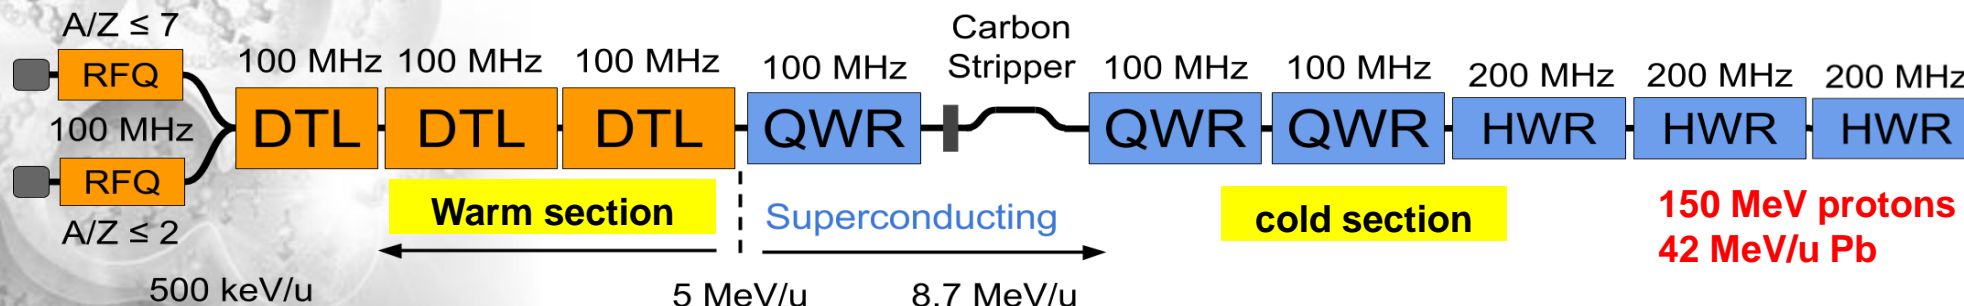 A/Z ≤ 7
RFQ
100 MHz
RFQ
A/Z ≤ 2
100 MHz 100 MHz 100 MHz 100 MHz
DTL DTL DTL QWR
Carbon
Stripper
100 MHz 100 MHz 200 MHz 200 MHz 200 MHz
QWR QWR HWR HWR HWR
Warm section
Superconducting
cold section
150 MeV protons
42 MeV/u Pb
500 keV/u 5 MeV/u 8.7 MeV/u